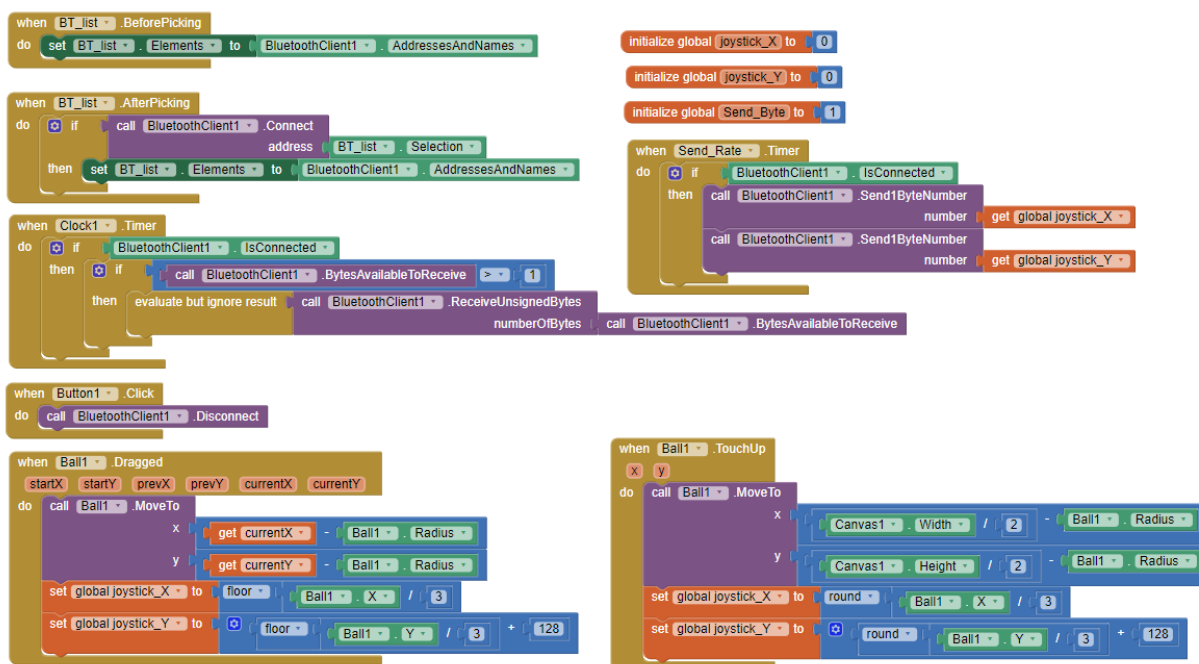 when BT_list .BeforePicking
do set BT_list . Elements to BluetoothClient1 . AddressesAndNames
when BT_list .AfterPicking
do if call BluetoothClient1 .Connect
address BT_list . Selection
then set BT_list . Elements to BluetoothClient1 . AddressesAndNames
when Clock1 .Timer
do if BluetoothClient1 . IsConnected
then if call BluetoothClient1 .BytesAvailableToReceive > 1
then evaluate but ignore result call BluetoothClient1 .ReceiveUnsignedBytes
numberOfBytes call BluetoothClient1 .BytesAvailableToReceive
when Button1 .Click
do call BluetoothClient1 .Disconnect
when Ball1 .Dragged
startX startY prevX prevY currentX currentY
do call Ball1 .MoveTo
x get currentX - Ball1 . Radius
y get currentY - Ball1 . Radius
set global joystick_X to floor Ball1 . X / 3
set global joystick_Y to floor Ball1 . Y / 3 + 128
initialize global joystick_X to 0
initialize global joystick_Y to 0
initialize global Send_Byte to 1
when Send_Rate .Timer
do if BluetoothClient1 . IsConnected
then call BluetoothClient1 .Send1ByteNumber
number get global joystick_X
call BluetoothClient1 .Send1ByteNumber
number get global joystick_Y
when Ball1 .TouchUp
x y
do call Ball1 .MoveTo
x Canvas1 . Width / 2 - Ball1 . Radius
y Canvas1 . Height / 2 - Ball1 . Radius
set global joystick_X to round Ball1 . X / 3
set global joystick_Y to round Ball1 . Y / 3 + 128